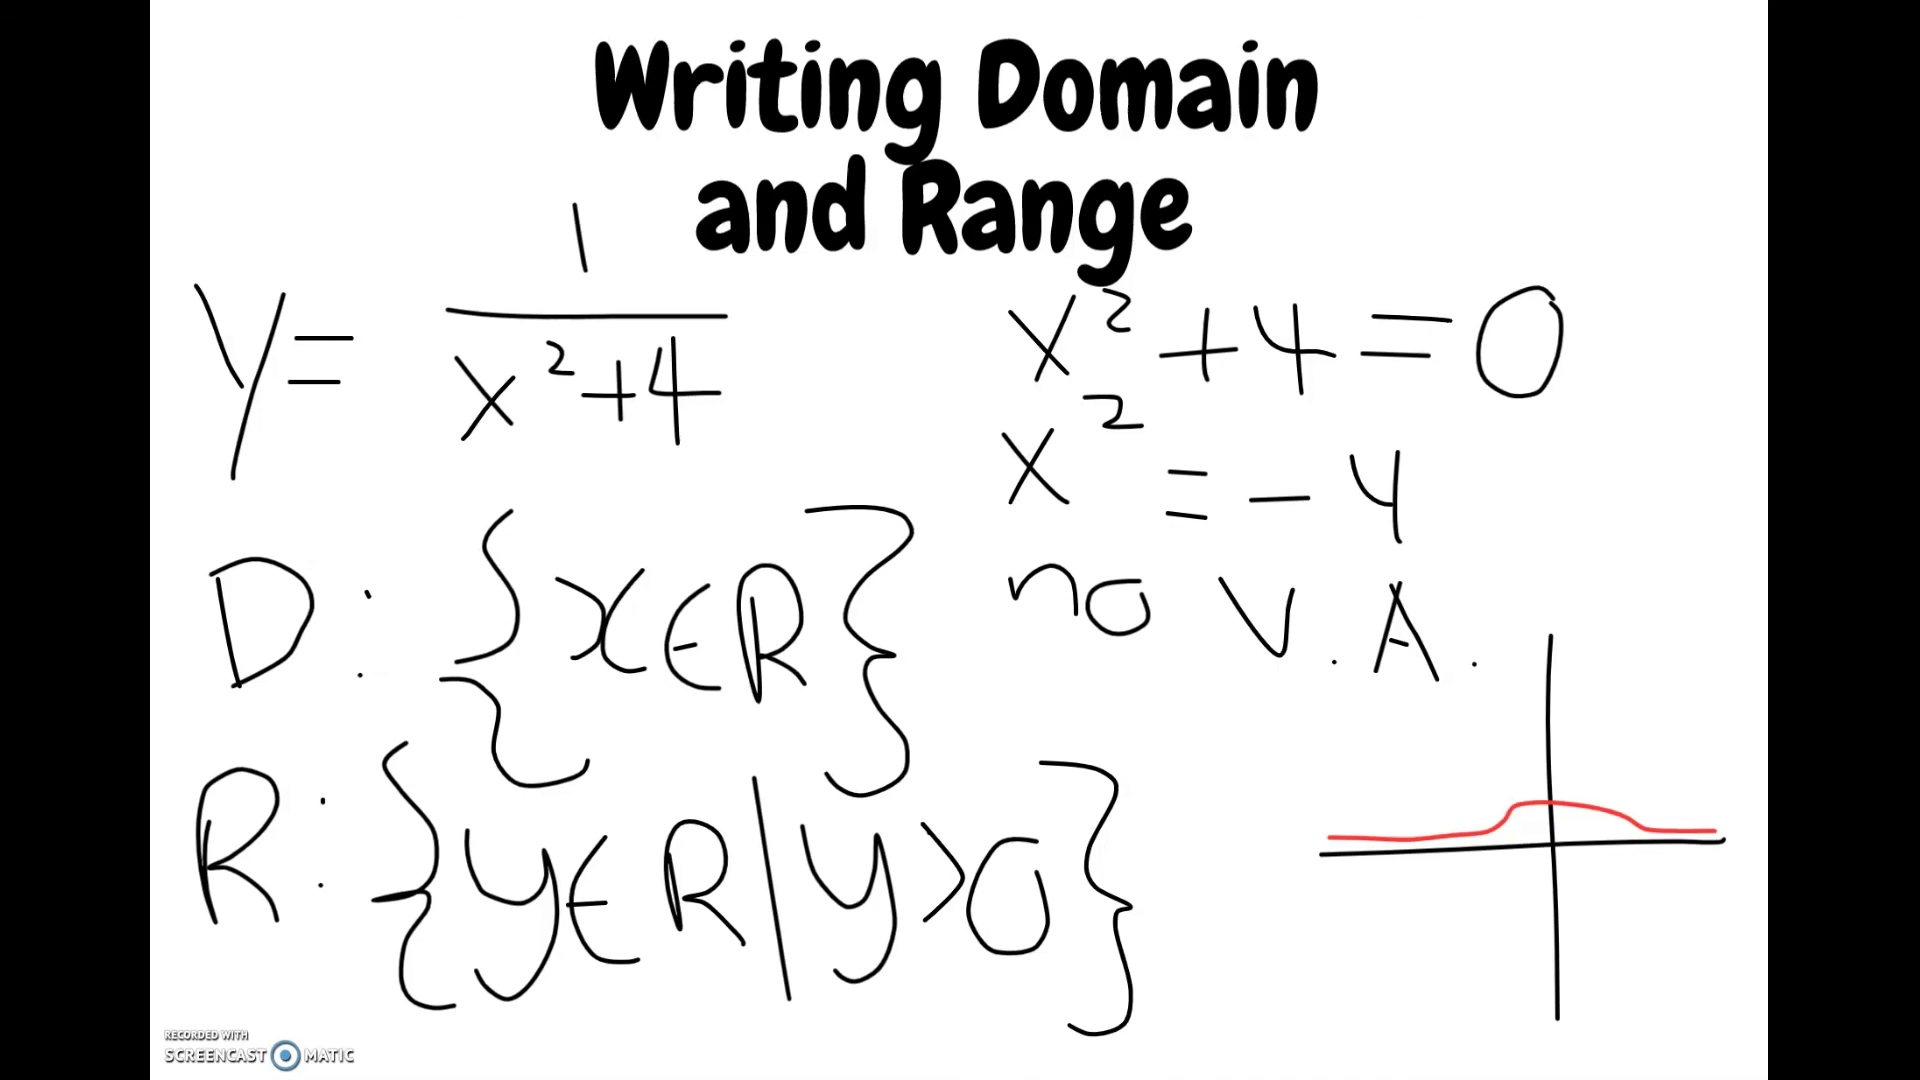 Writing Domain
and Range
y = 1/(x²+4)
x² + 4 = 0
x² = -4
no V.A.
D: {x∈R}
R: {y∈R|y>0}
RECORDED WITH
SCREENCAST MATIC